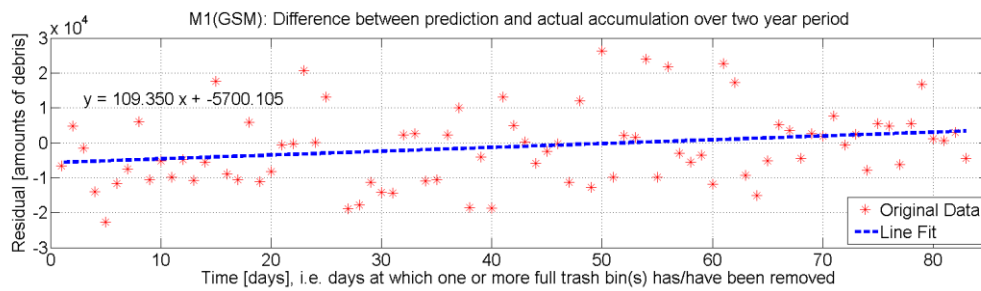 M1(GSM): Difference between prediction and actual accumulation over two year period
x 10^4
Residual [amounts of debris]
3
2
1
0
-1
-2
-3
y = 109.350 x + -5700.105
Original Data
Line Fit
0 10 20 30 40 50 60 70 80
Time [days], i.e. days at which one or more full trash bin(s) has/have been removed